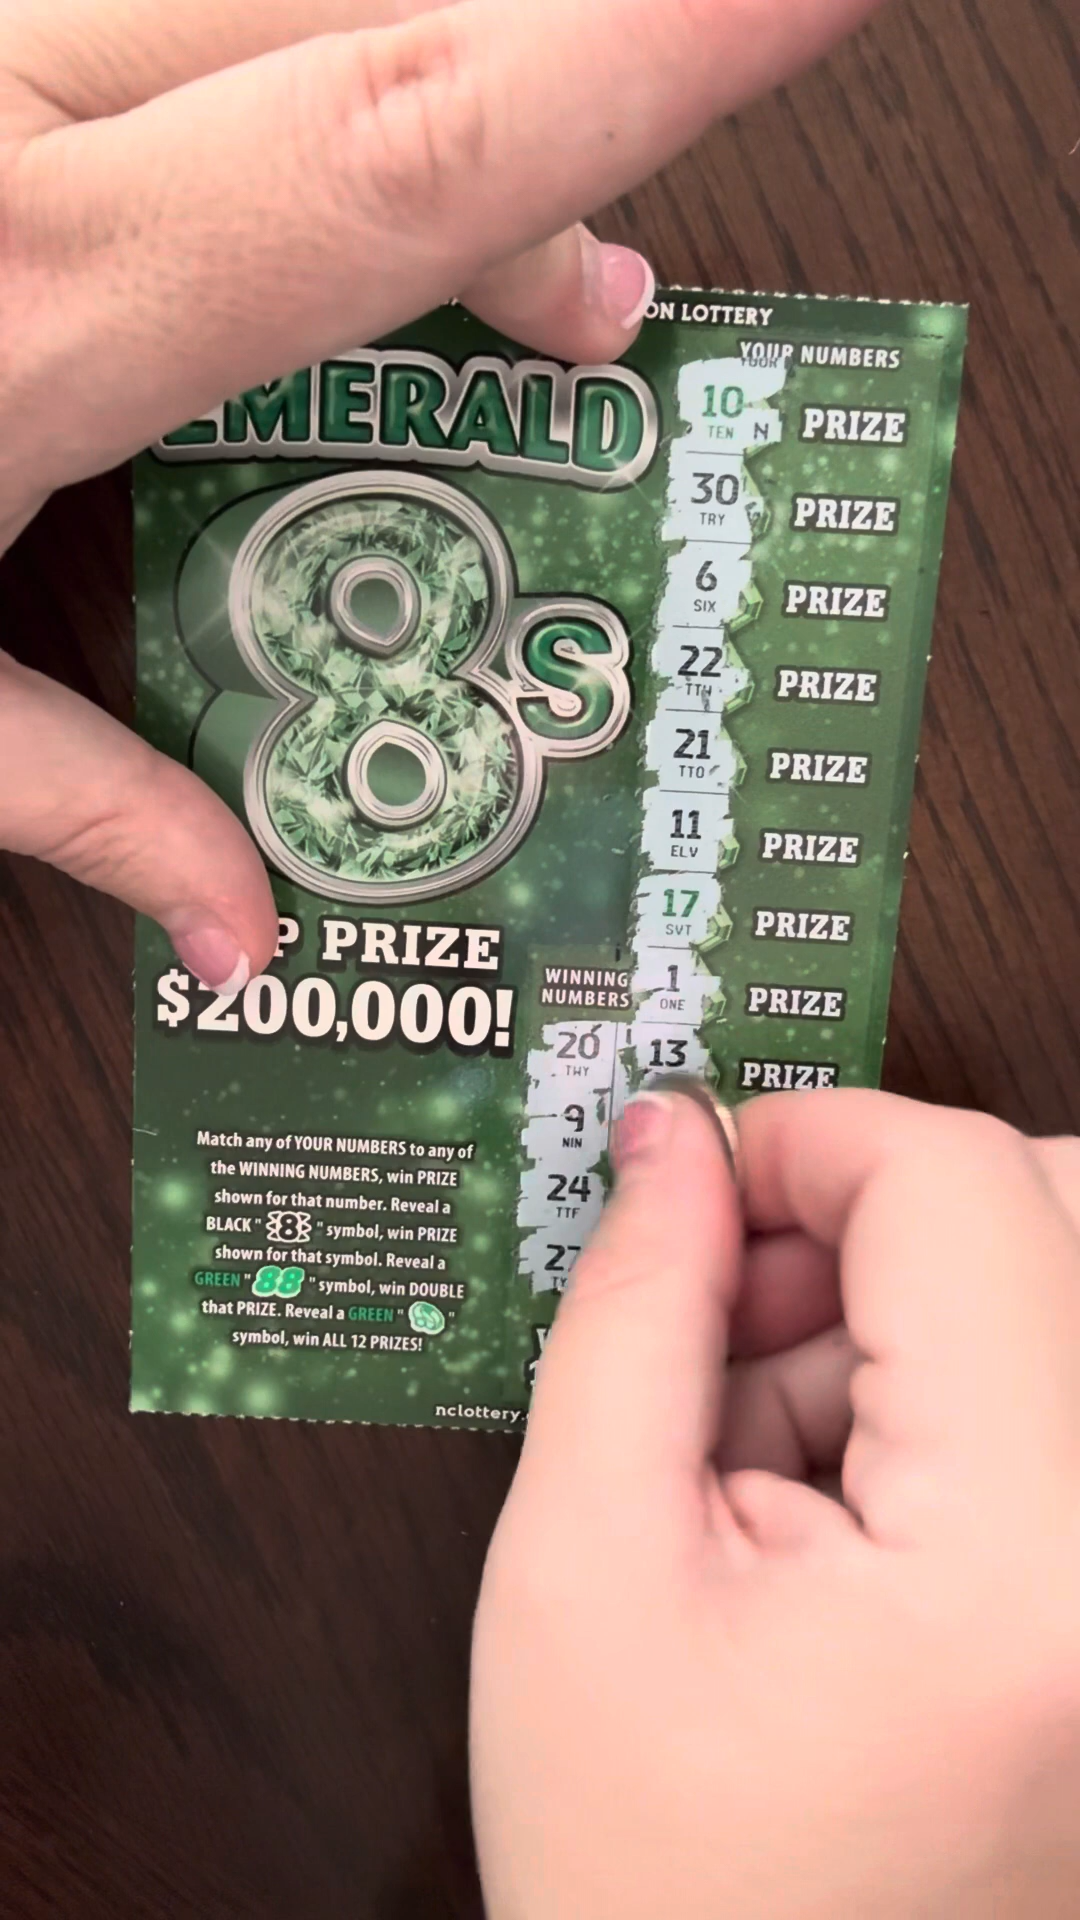 ON LOTTERY
EMERALD
8s
PRIZE
$200,000!
Match any of YOUR NUMBERS to any of
the WINNING NUMBERS, win PRIZE
shown for that number. Reveal a
BLACK "8" symbol, win PRIZE
shown for that symbol. Reveal a
GREEN "88" symbol, win DOUBLE
that PRIZE. Reveal a GREEN " "
symbol, win ALL 12 PRIZES!
nclottery.
WINNING
NUMBERS
20
TWY
9
NIN
24
TTF
YOUR NUMBERS
10
TEN
N
PRIZE
30
TRY
PRIZE
6
SIX
PRIZE
22
TTW
PRIZE
21
TTO
PRIZE
11
ELV
PRIZE
17
SVT
PRIZE
1
ONE
PRIZE
13
PRIZE